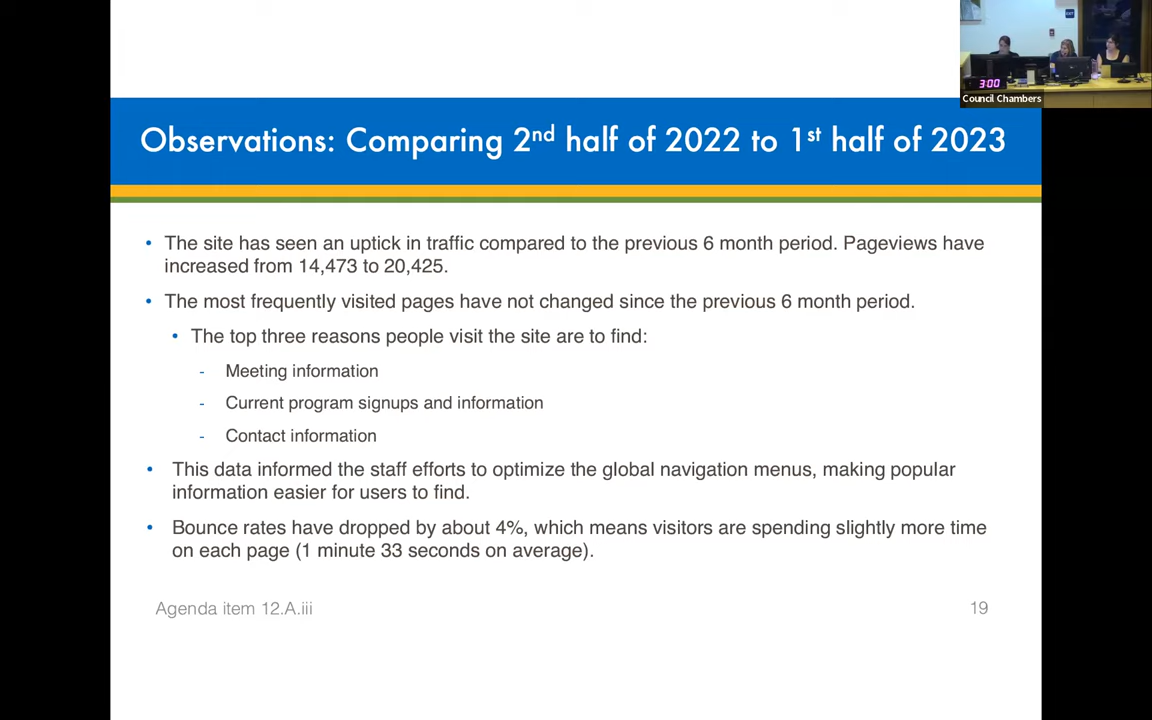 3:00
Council Chambers
Observations: Comparing 2nd half of 2022 to 1st half of 2023
• The site has seen an uptick in traffic compared to the previous 6 month period. Pageviews have
increased from 14,473 to 20,425.
• The most frequently visited pages have not changed since the previous 6 month period.
• The top three reasons people visit the site are to find:
- Meeting information
- Current program signups and information
- Contact information
• This data informed the staff efforts to optimize the global navigation menus, making popular
information easier for users to find.
• Bounce rates have dropped by about 4%, which means visitors are spending slightly more time
on each page (1 minute 33 seconds on average).
Agenda item 12.A.iii
19